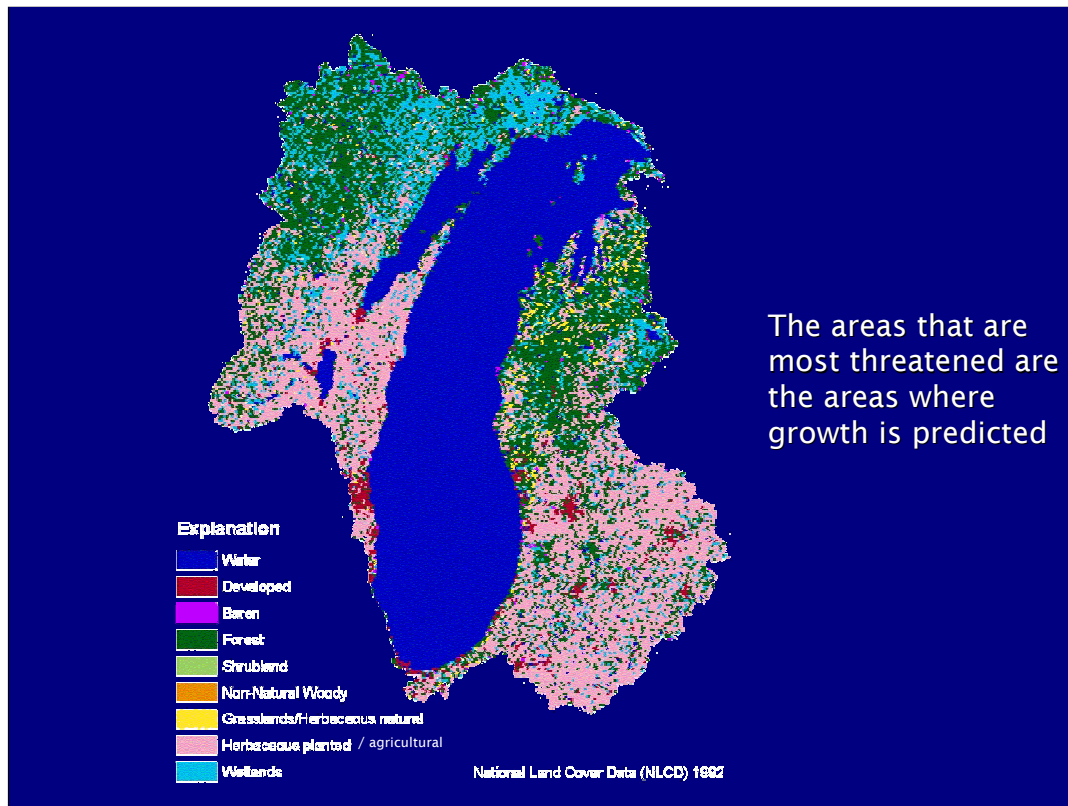 The areas that are
most threatened are
the areas where
growth is predicted
Explanation
Water
Developed
Baren
Forest
Shrubland
Non-Natural Woody
Grasslands/Herbaceous natural
Herbaceous planted / agricultural
Wetlands
National Land Cover Data (NLCD) 1992